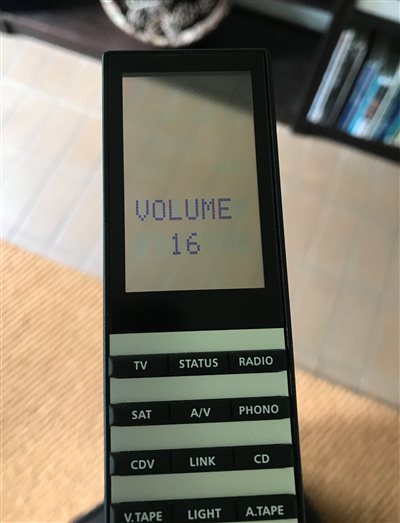 VOLUME
16
TV STATUS RADIO
SAT A/V PHONO
CDV LINK CD
V.TAPE LIGHT A.TAPE